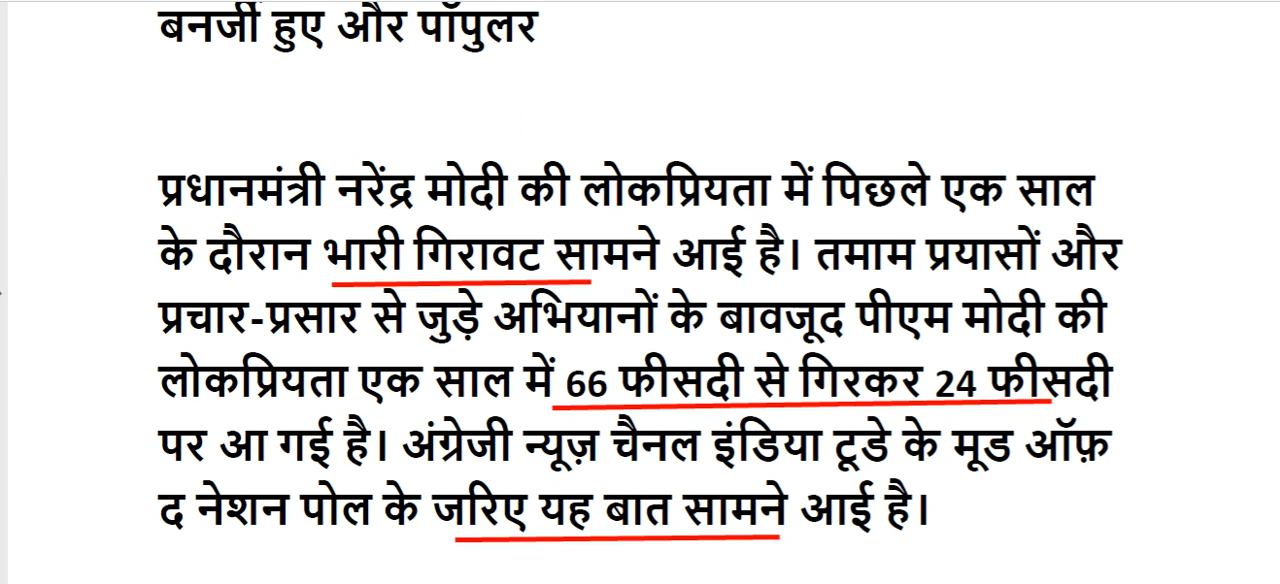 बनर्जी हुए और पॉपुलर
प्रधानमंत्री नरेंद्र मोदी की लोकप्रियता में पिछले एक साल
के दौरान भारी गिरावट सामने आई है। तमाम प्रयासों और
प्रचार-प्रसार से जुड़े अभियानों के बावजूद पीएम मोदी की
लोकप्रियता एक साल में 66 फीसदी से गिरकर 24 फीसदी
पर आ गई है। अंग्रेजी न्यूज़ चैनल इंडिया टूडे के मूड ऑफ़
द नेशन पोल के जरिए यह बात सामने आई है।